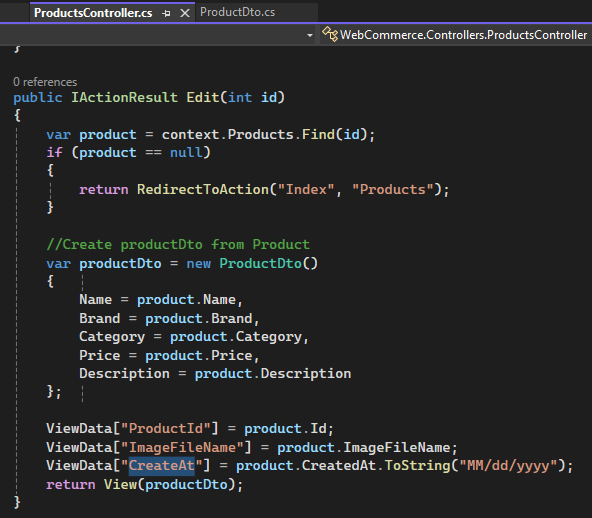 ProductsController.cs
ProductDto.cs
WebCommerce.Controllers.ProductsController
}
0 references
public IActionResult Edit(int id)
{
var product = context.Products.Find(id);
if (product == null)
{
return RedirectToAction("Index", "Products");
}
//Create productDto from Product
var productDto = new ProductDto()
{
Name = product.Name,
Brand = product.Brand,
Category = product.Category,
Price = product.Price,
Description = product.Description
};
ViewData["ProductId"] = product.Id;
ViewData["ImageFileName"] = product.ImageFileName;
ViewData["CreateAt"] = product.CreatedAt.ToString("MM/dd/yyyy");
return View(productDto);
}